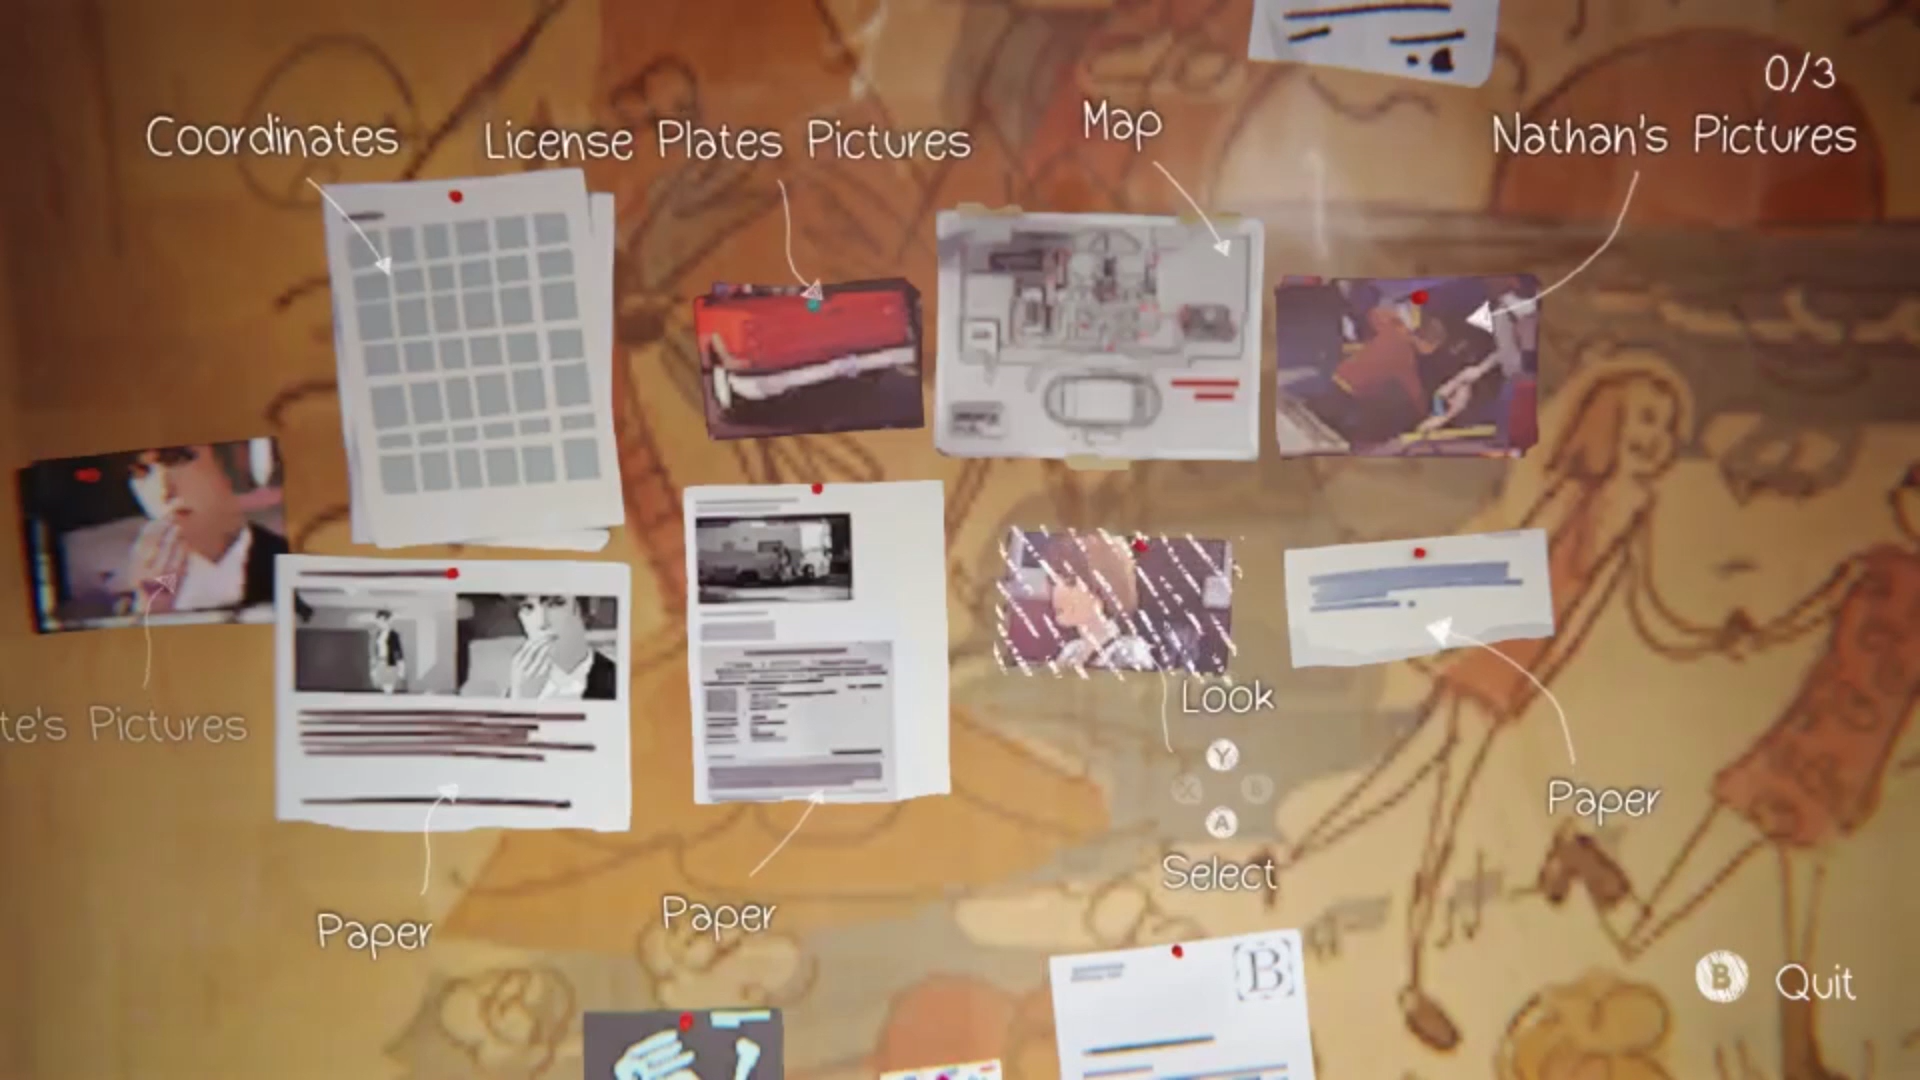 0/3
Coordinates
License Plates Pictures
Map
Nathan's Pictures
te's Pictures
Look
Y
X
B
A
Select
Paper
Paper
Paper
B
B Quit